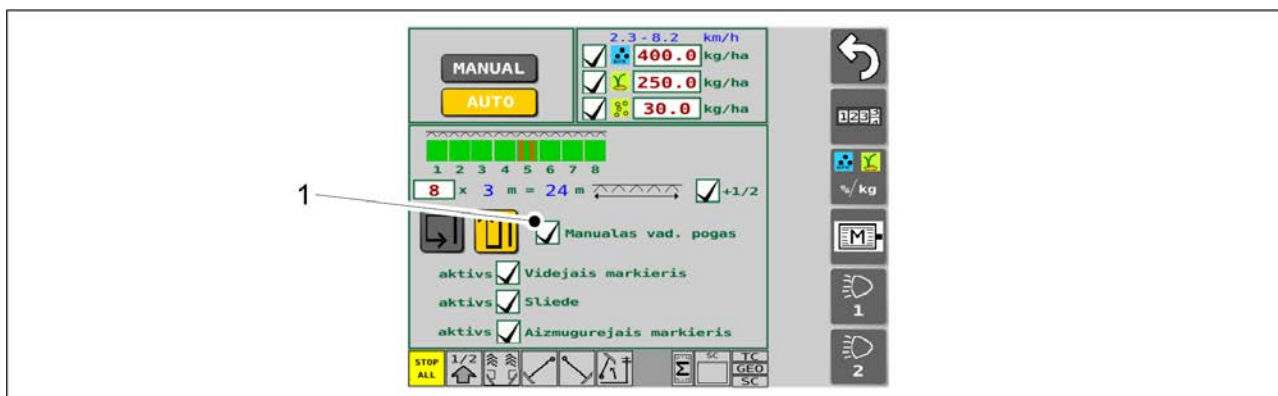 2.3-8.2 km/h
MANUAL
AUTO
400.0 kg/ha
250.0 kg/ha
30.0 kg/ha
1 2 3 4 5 6 7 8
8 x 3 m = 24 m +1/2
1
Manualas vad. pogas
aktivs Videjais markieris
aktivs Sliede
aktivs Aizmugurejais markieris
STOP ALL
1/2
Σ
SC
TC
GEO
SC
%/kg
M
1
2